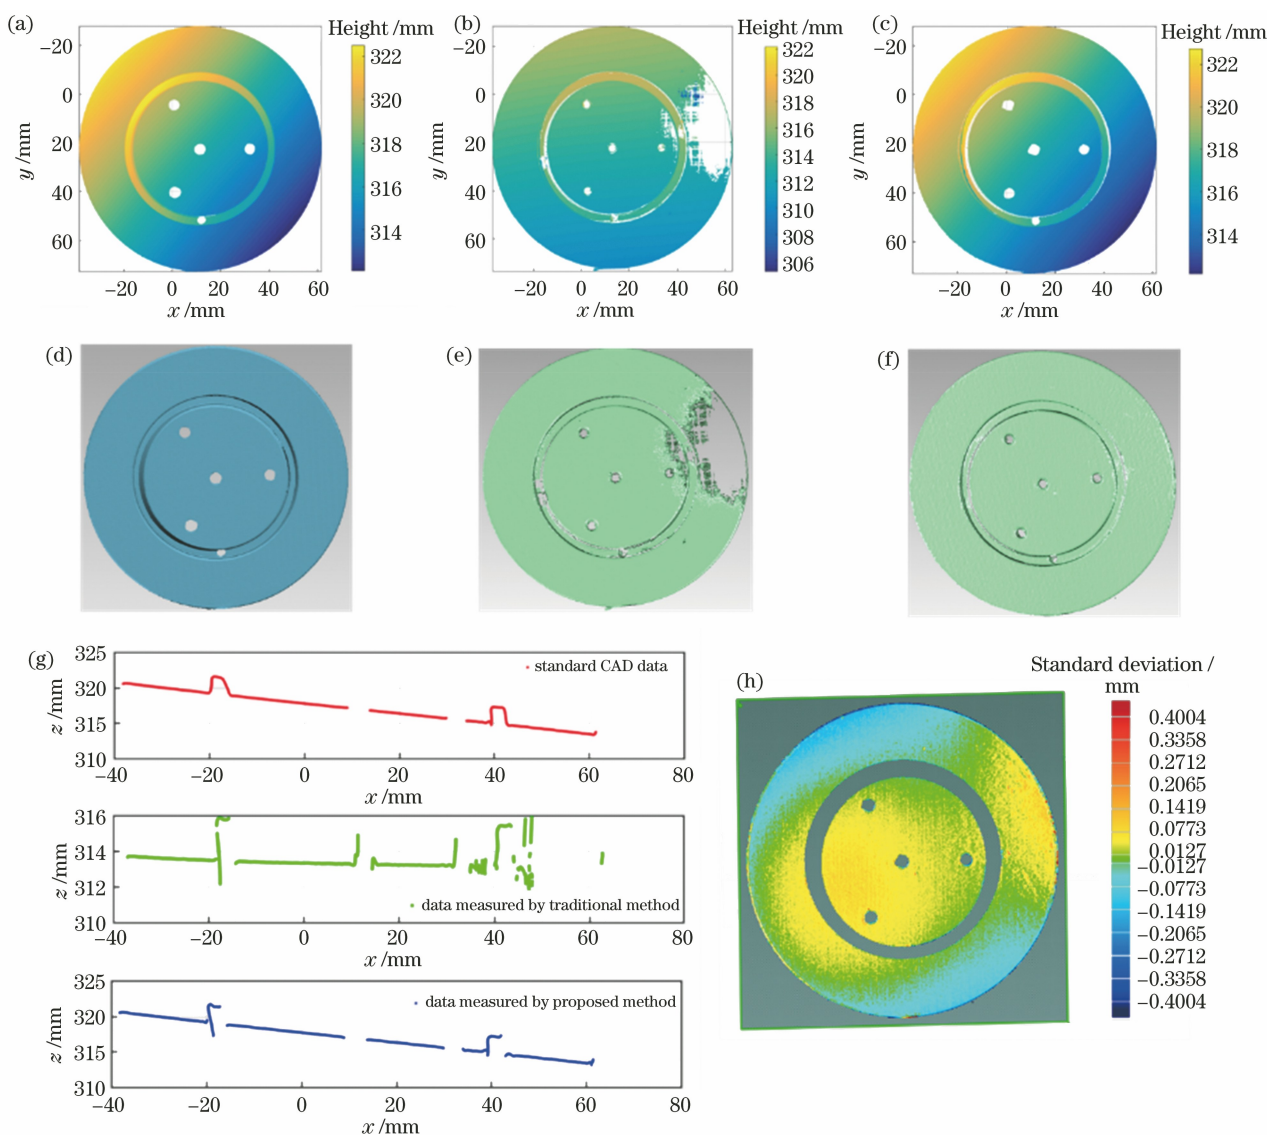 (a)
Height /mm
−20
0
20
40
60
y /mm
−20 0 20 40 60
x /mm
322
320
318
316
314
(b)
Height /mm
−20
0
20
40
60
y /mm
−20 0 20 40 60
x /mm
322
320
318
316
314
312
310
308
306
(c)
Height /mm
−20
0
20
40
60
y /mm
−20 0 20 40 60
x /mm
322
320
318
316
314
(d)
(e)
(f)
(g)
325
320
315
310
z /mm
standard CAD data
−40 −20 0 20 40 60 80
x /mm
316
314
312
310
z /mm
data measured by traditional method
−40 −20 0 20 40 60 80
x /mm
325
320
315
310
z /mm
data measured by proposed method
−40 −20 0 20 40 60 80
x /mm
(h)
Standard deviation /
mm
0.4004
0.3358
0.2712
0.2065
0.1419
0.0773
0.0127
−0.0127
−0.0773
−0.1419
−0.2065
−0.2712
−0.3358
−0.4004